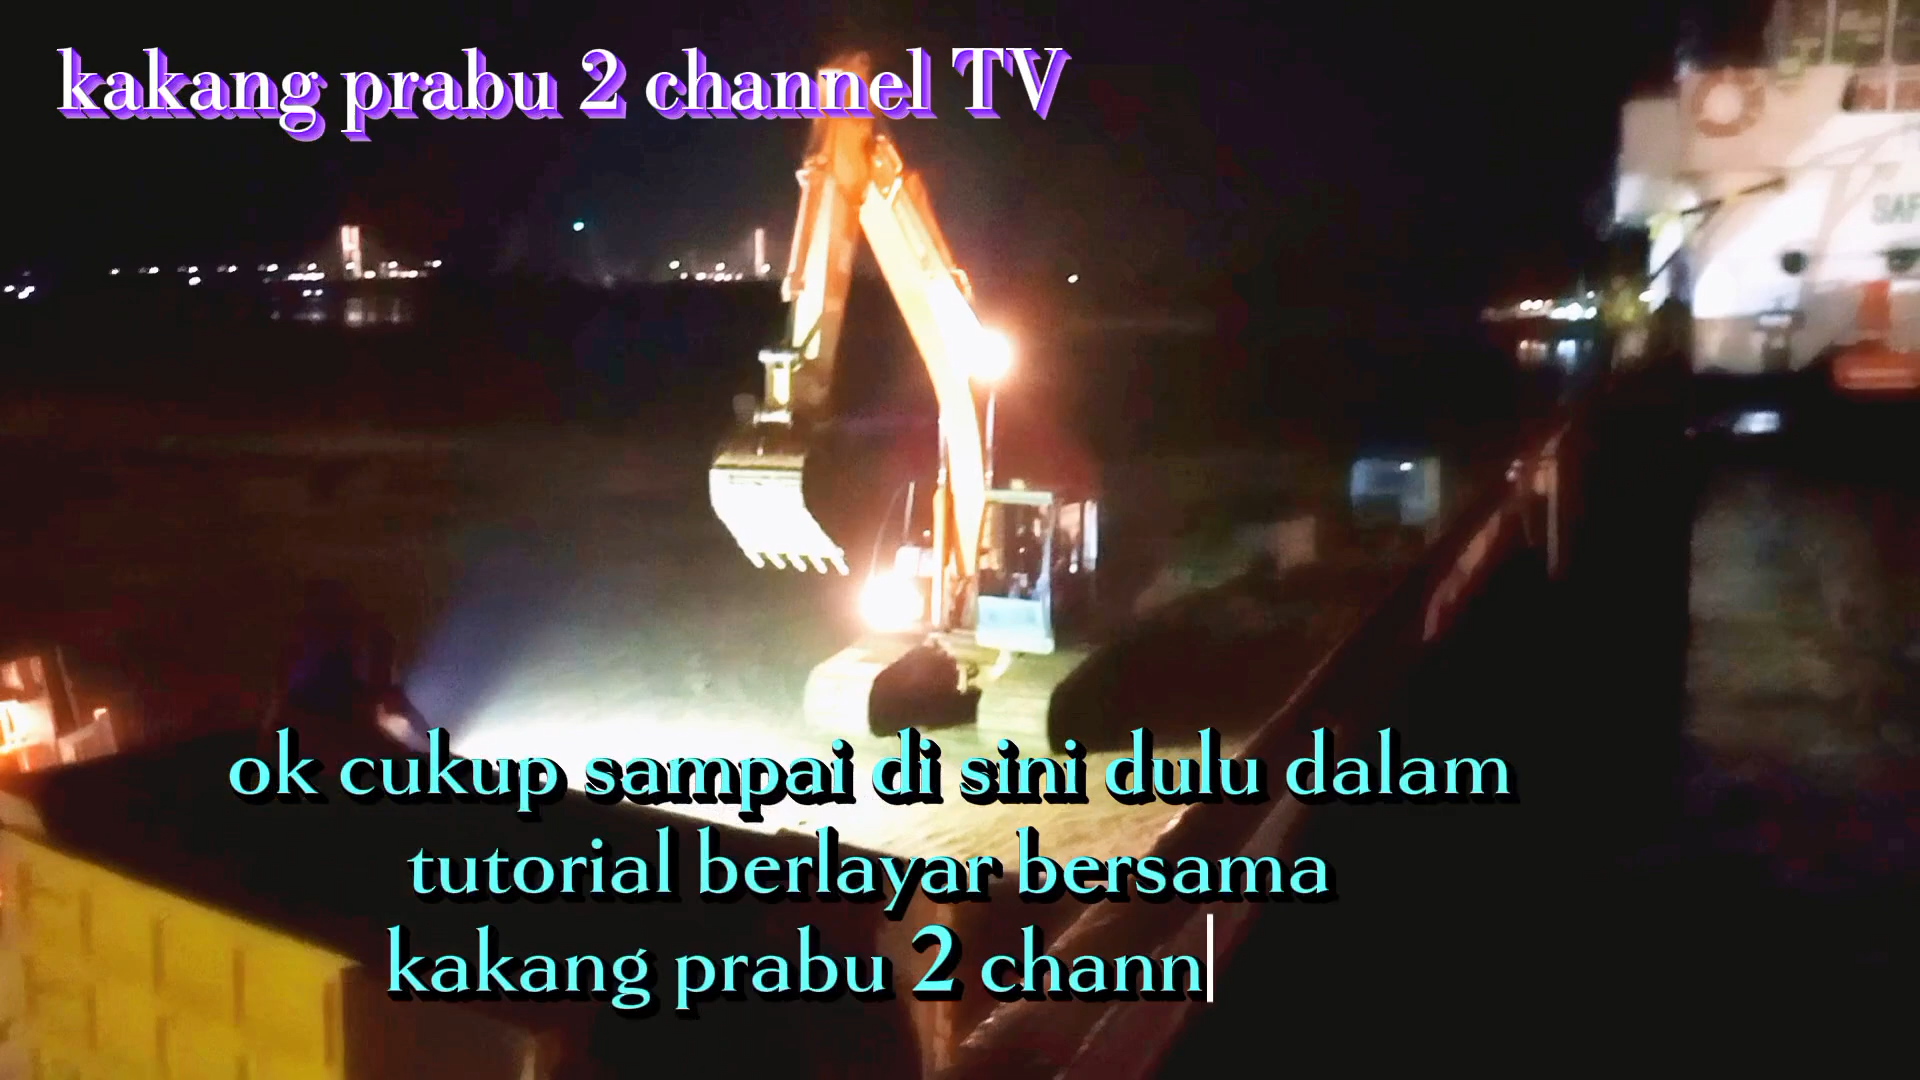 kakang prabu 2 channel TV
ok cukup sampai di sini dulu dalam
tutorial berlayar bersama
kakang prabu 2 chann